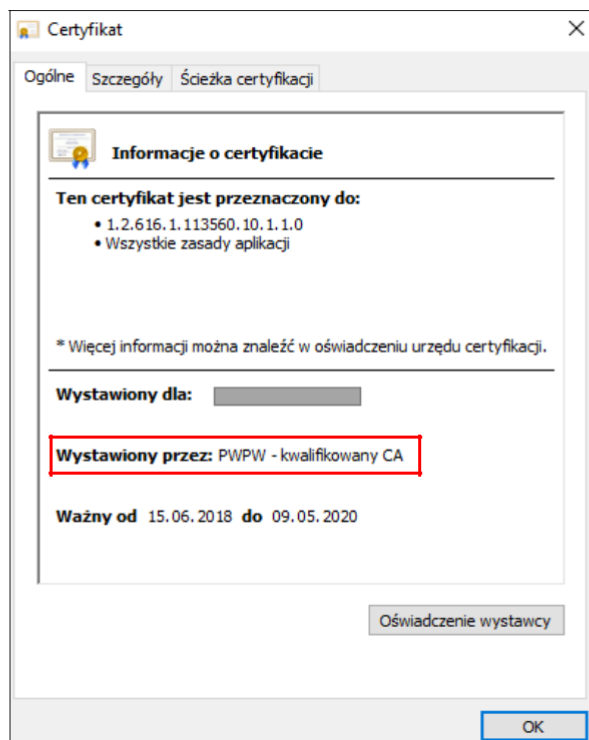 Certyfikat
Ogólne Szczegóły Ścieżka certyfikacji
Informacje o certyfikacie
Ten certyfikat jest przeznaczony do:
• 1.2.616.1.113560.10.1.1.0
• Wszystkie zasady aplikacji
* Więcej informacji można znaleźć w oświadczeniu urzędu certyfikacji.
Wystawiony dla:
Wystawiony przez: PWPW - kwalifikowany CA
Ważny od 15.06.2018 do 09.05.2020
Oświadczenie wystawcy
OK